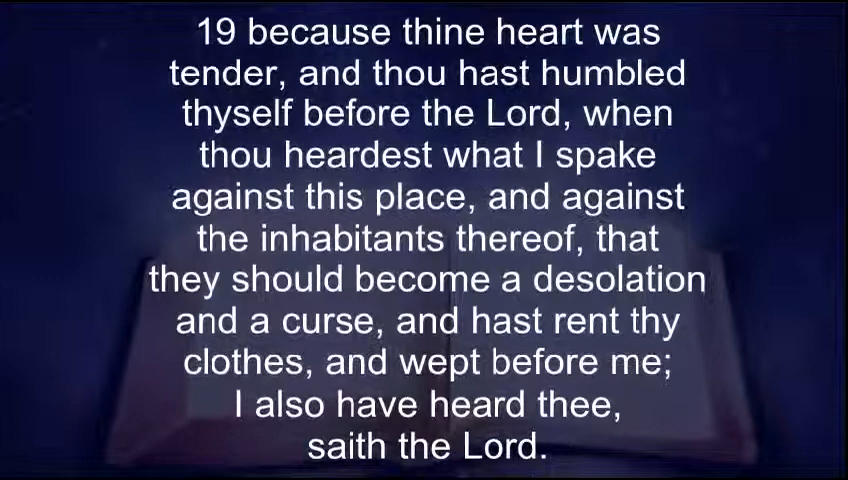 19 because thine heart was
tender, and thou hast humbled
thyself before the Lord, when
thou heardest what I spake
against this place, and against
the inhabitants thereof, that
they should become a desolation
and a curse, and hast rent thy
clothes, and wept before me;
I also have heard thee,
saith the Lord.